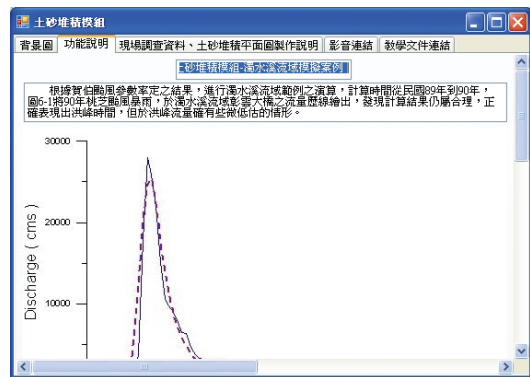 土砂堆積模組
背景圖 功能說明 現場調查資料、土砂堆積平面圖製作說明 影音連結 教學文件連結
土砂堆積模組-濁水溪流域模擬案例
根據賀伯颱風參數率定之結果，進行濁水溪流域範例之演算，計算時間從民國89年到90年，
圖6-1將90年桃芝颱風暴雨，於濁水溪流域彰雲大橋之流量歷線繪出，發現計算結果仍屬合理，正
確表現出洪峰時間，但於洪峰流量確有些微低估的情形。
30000
20000
10000
Discharge ( cms )